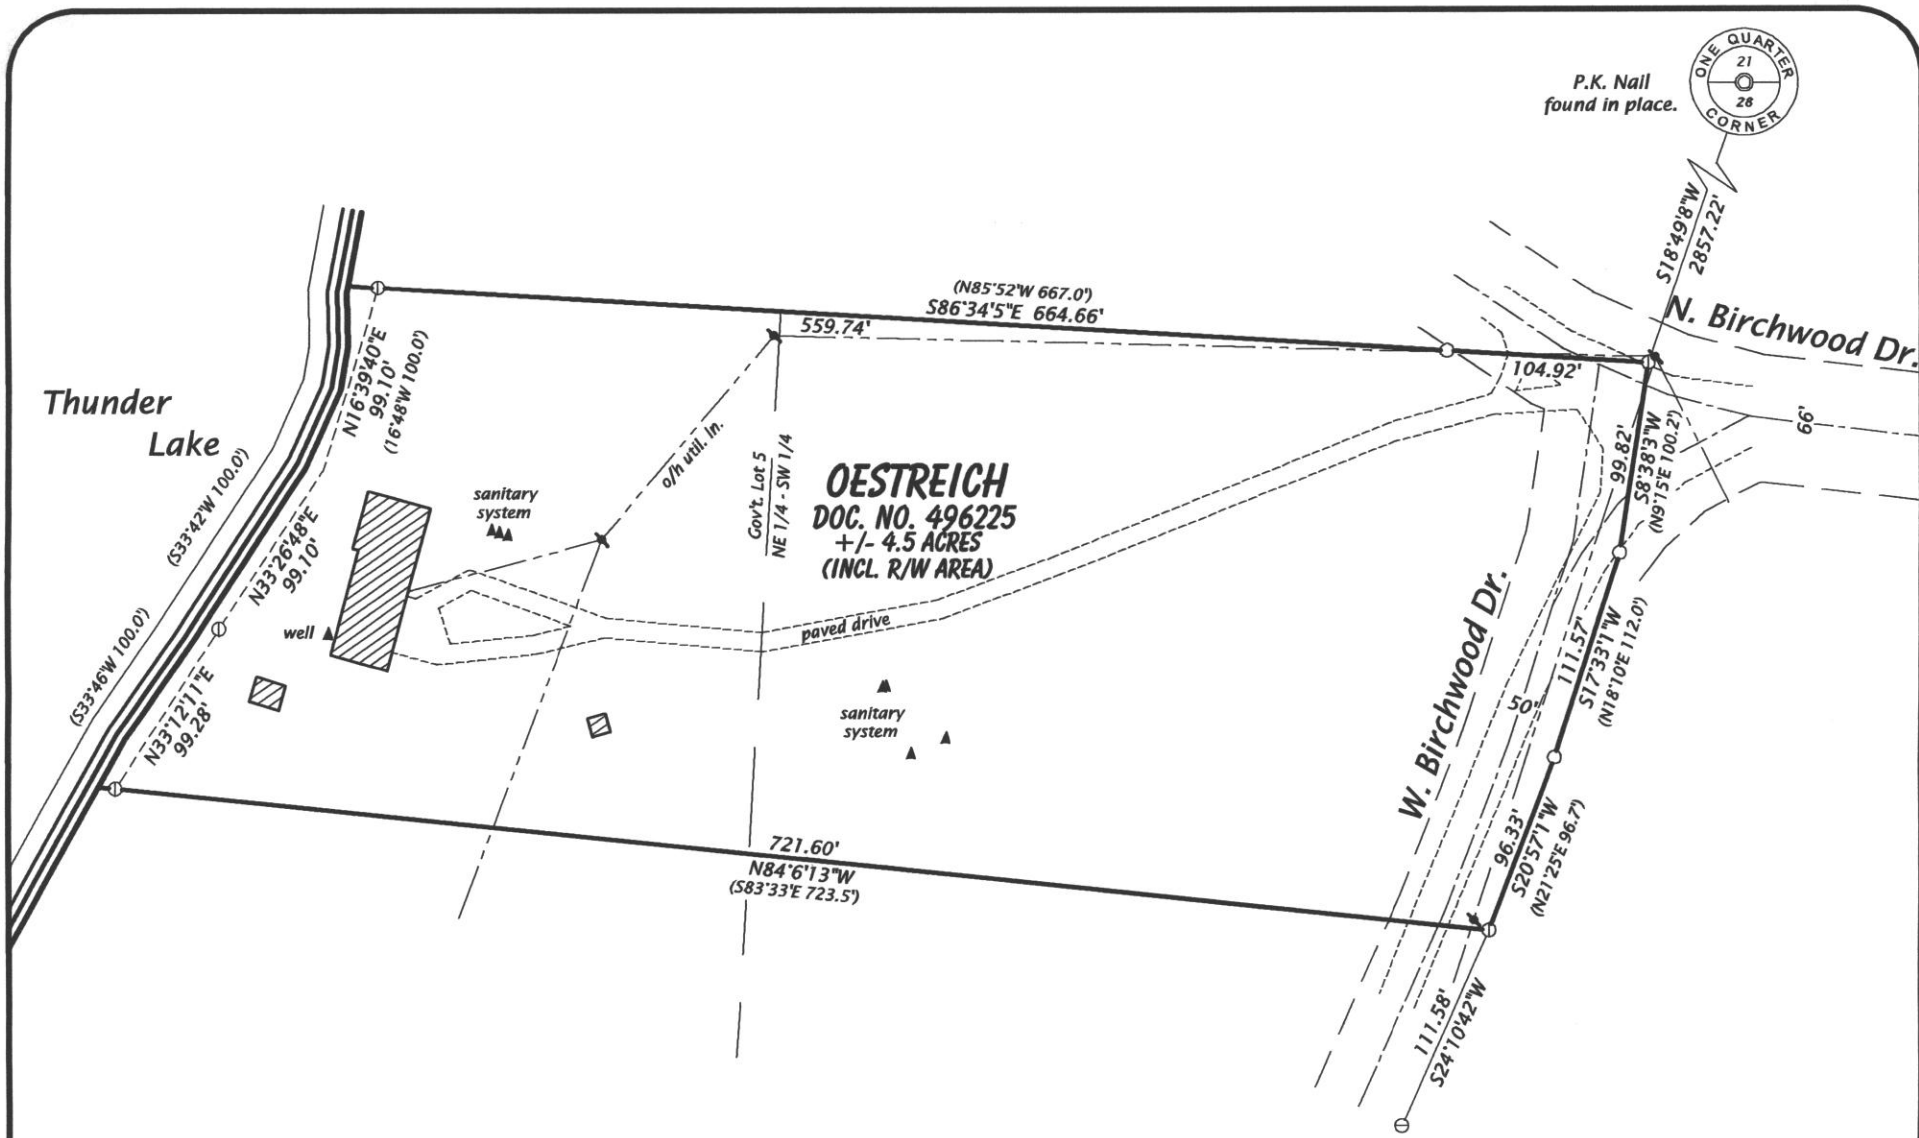 ONE QUARTER
21
28
CORNER
P.K. Nail
found in place.
S18°49'8"W
2857.22'
N. Birchwood Dr.
(N85°52'W 667.0')
S86°34'5"E 664.66'
559.74'
104.92'
66'
Thunder
Lake
N16°39'40"E
99.10'
(16°48'W 100.0')
(S33°42'W 100.0')
N33°26'48"E
99.10'
(S33°46'W 100.0')
N33°12'11"E
99.28'
sanitary
system
o/h util. ln.
Gov't. Lot 5
NE 1/4 - SW 1/4
OESTREICH
DOC. NO. 496225
+/- 4.5 ACRES
(INCL. R/W AREA)
well
paved drive
sanitary
system
99.82'
S8°38'3"W
(N9°15'E 100.2')
W. Birchwood Dr.
50'
111.57'
S17°33'1"W
(N18°10'E 112.0')
96.33'
S20°57'1"W
(N21°25'E 96.7')
721.60'
N84°6'13"W
(S83°33'E 723.5')
111.58'
S24°10'42"W